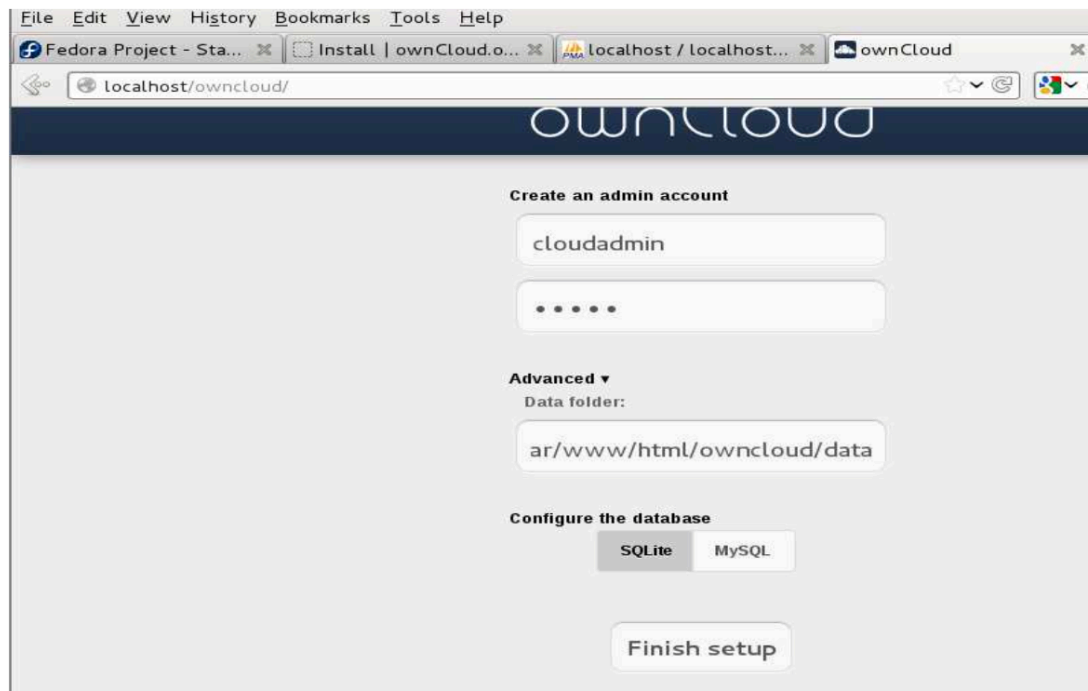 File Edit View History Bookmarks Tools Help
Fedora Project - Sta... Install | ownCloud.o... localhost / localhost... ownCloud
localhost/owncloud/
ownCloud
Create an admin account
cloudadmin
•••••
Advanced ▾
Data folder:
ar/www/html/owncloud/data
Configure the database
SQLite MySQL
Finish setup